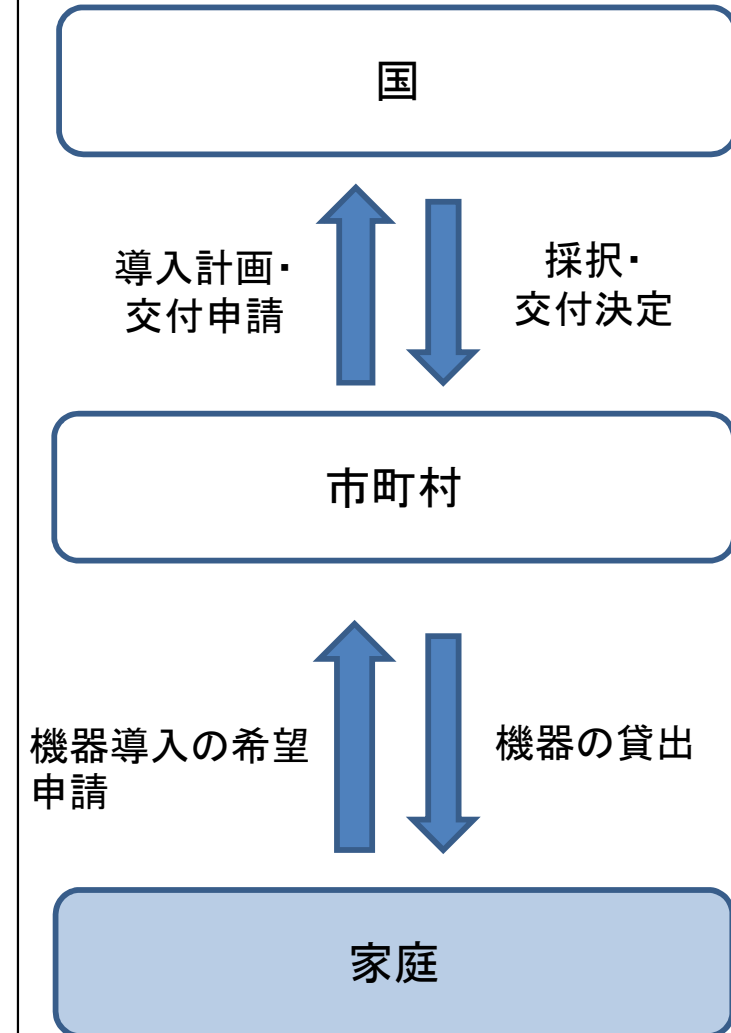 国
導入計画・
交付申請
採択・
交付決定
市町村
機器導入の希望
申請
機器の貸出
家庭